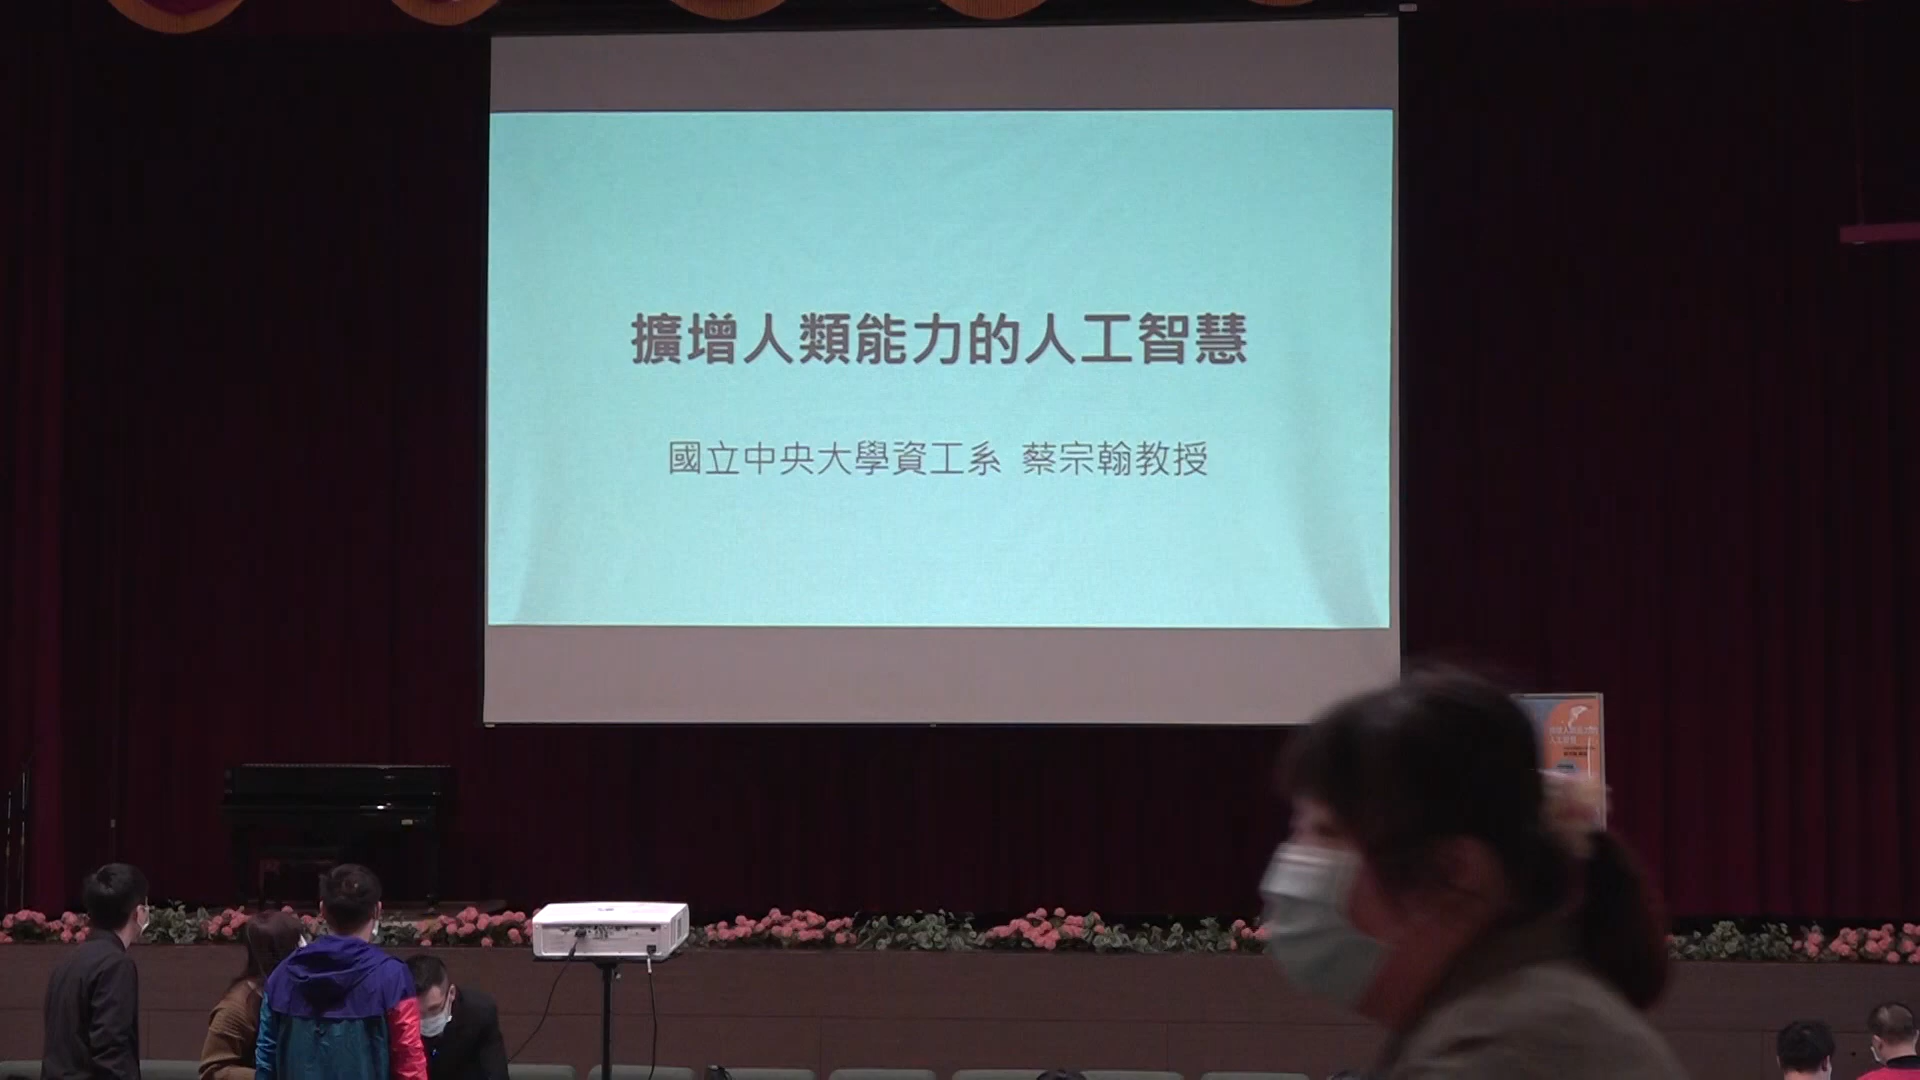 擴增人類能力的人工智慧
國立中央大學資工系 蔡宗翰教授